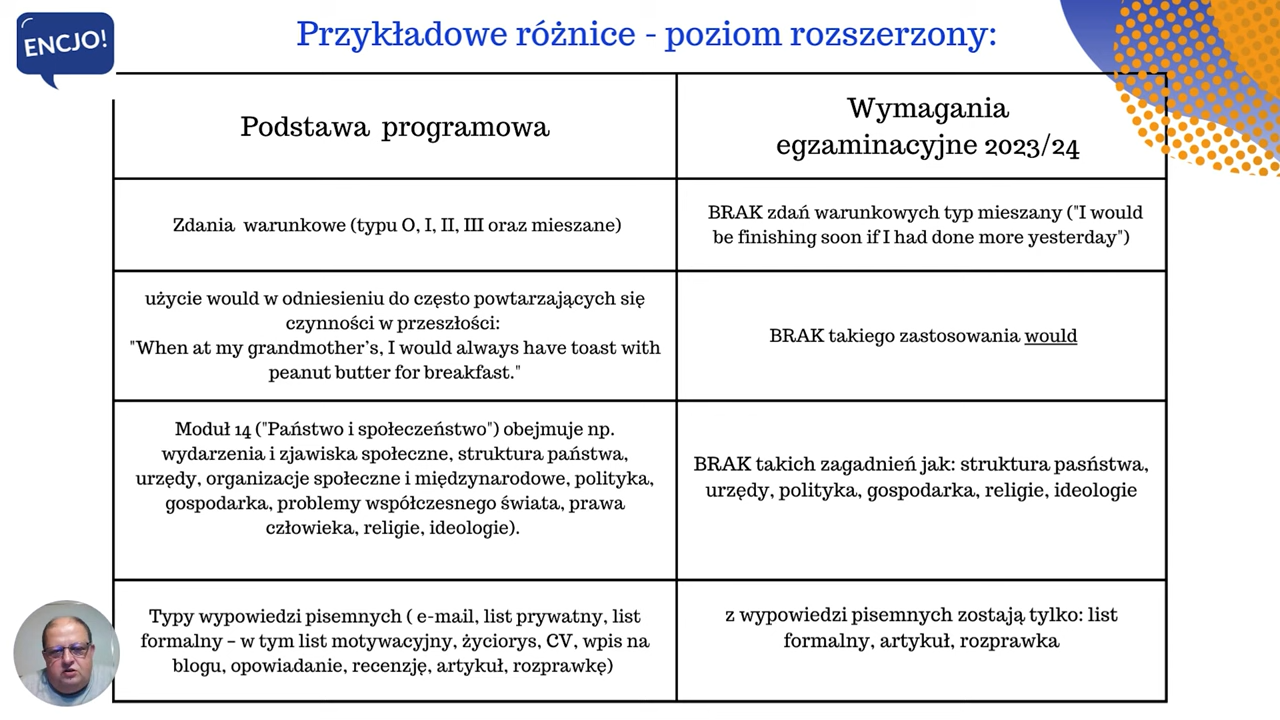 ENCJO!
Przykładowe różnice - poziom rozszerzony:
Podstawa programowa
Wymagania
egzaminacyjne 2023/24
Zdania warunkowe (typu 0, I, II, III oraz mieszane)
BRAK zdań warunkowych typ mieszany ("I would
be finishing soon if I had done more yesterday")
użycie would w odniesieniu do często powtarzających się
czynności w przeszłości:
"When at my grandmother's, I would always have toast with
peanut butter for breakfast."
BRAK takiego zastosowania would
Moduł 14 ("Państwo i społeczeństwo") obejmuje np.
wydarzenia i zjawiska społeczne, struktura państwa,
urzędy, organizacje społeczne i międzynarodowe, polityka,
gospodarka, problemy współczesnego świata, prawa
człowieka, religie, ideologie).
BRAK takich zagadnień jak: struktura pasństwa,
urzędy, polityka, gospodarka, religie, ideologie
Typy wypowiedzi pisemnych ( e-mail, list prywatny, list
formalny – w tym list motywacyjny, życiorys, CV, wpis na
blogu, opowiadanie, recenzję, artykuł, rozprawkę)
z wypowiedzi pisemnych zostają tylko: list
formalny, artykuł, rozprawka